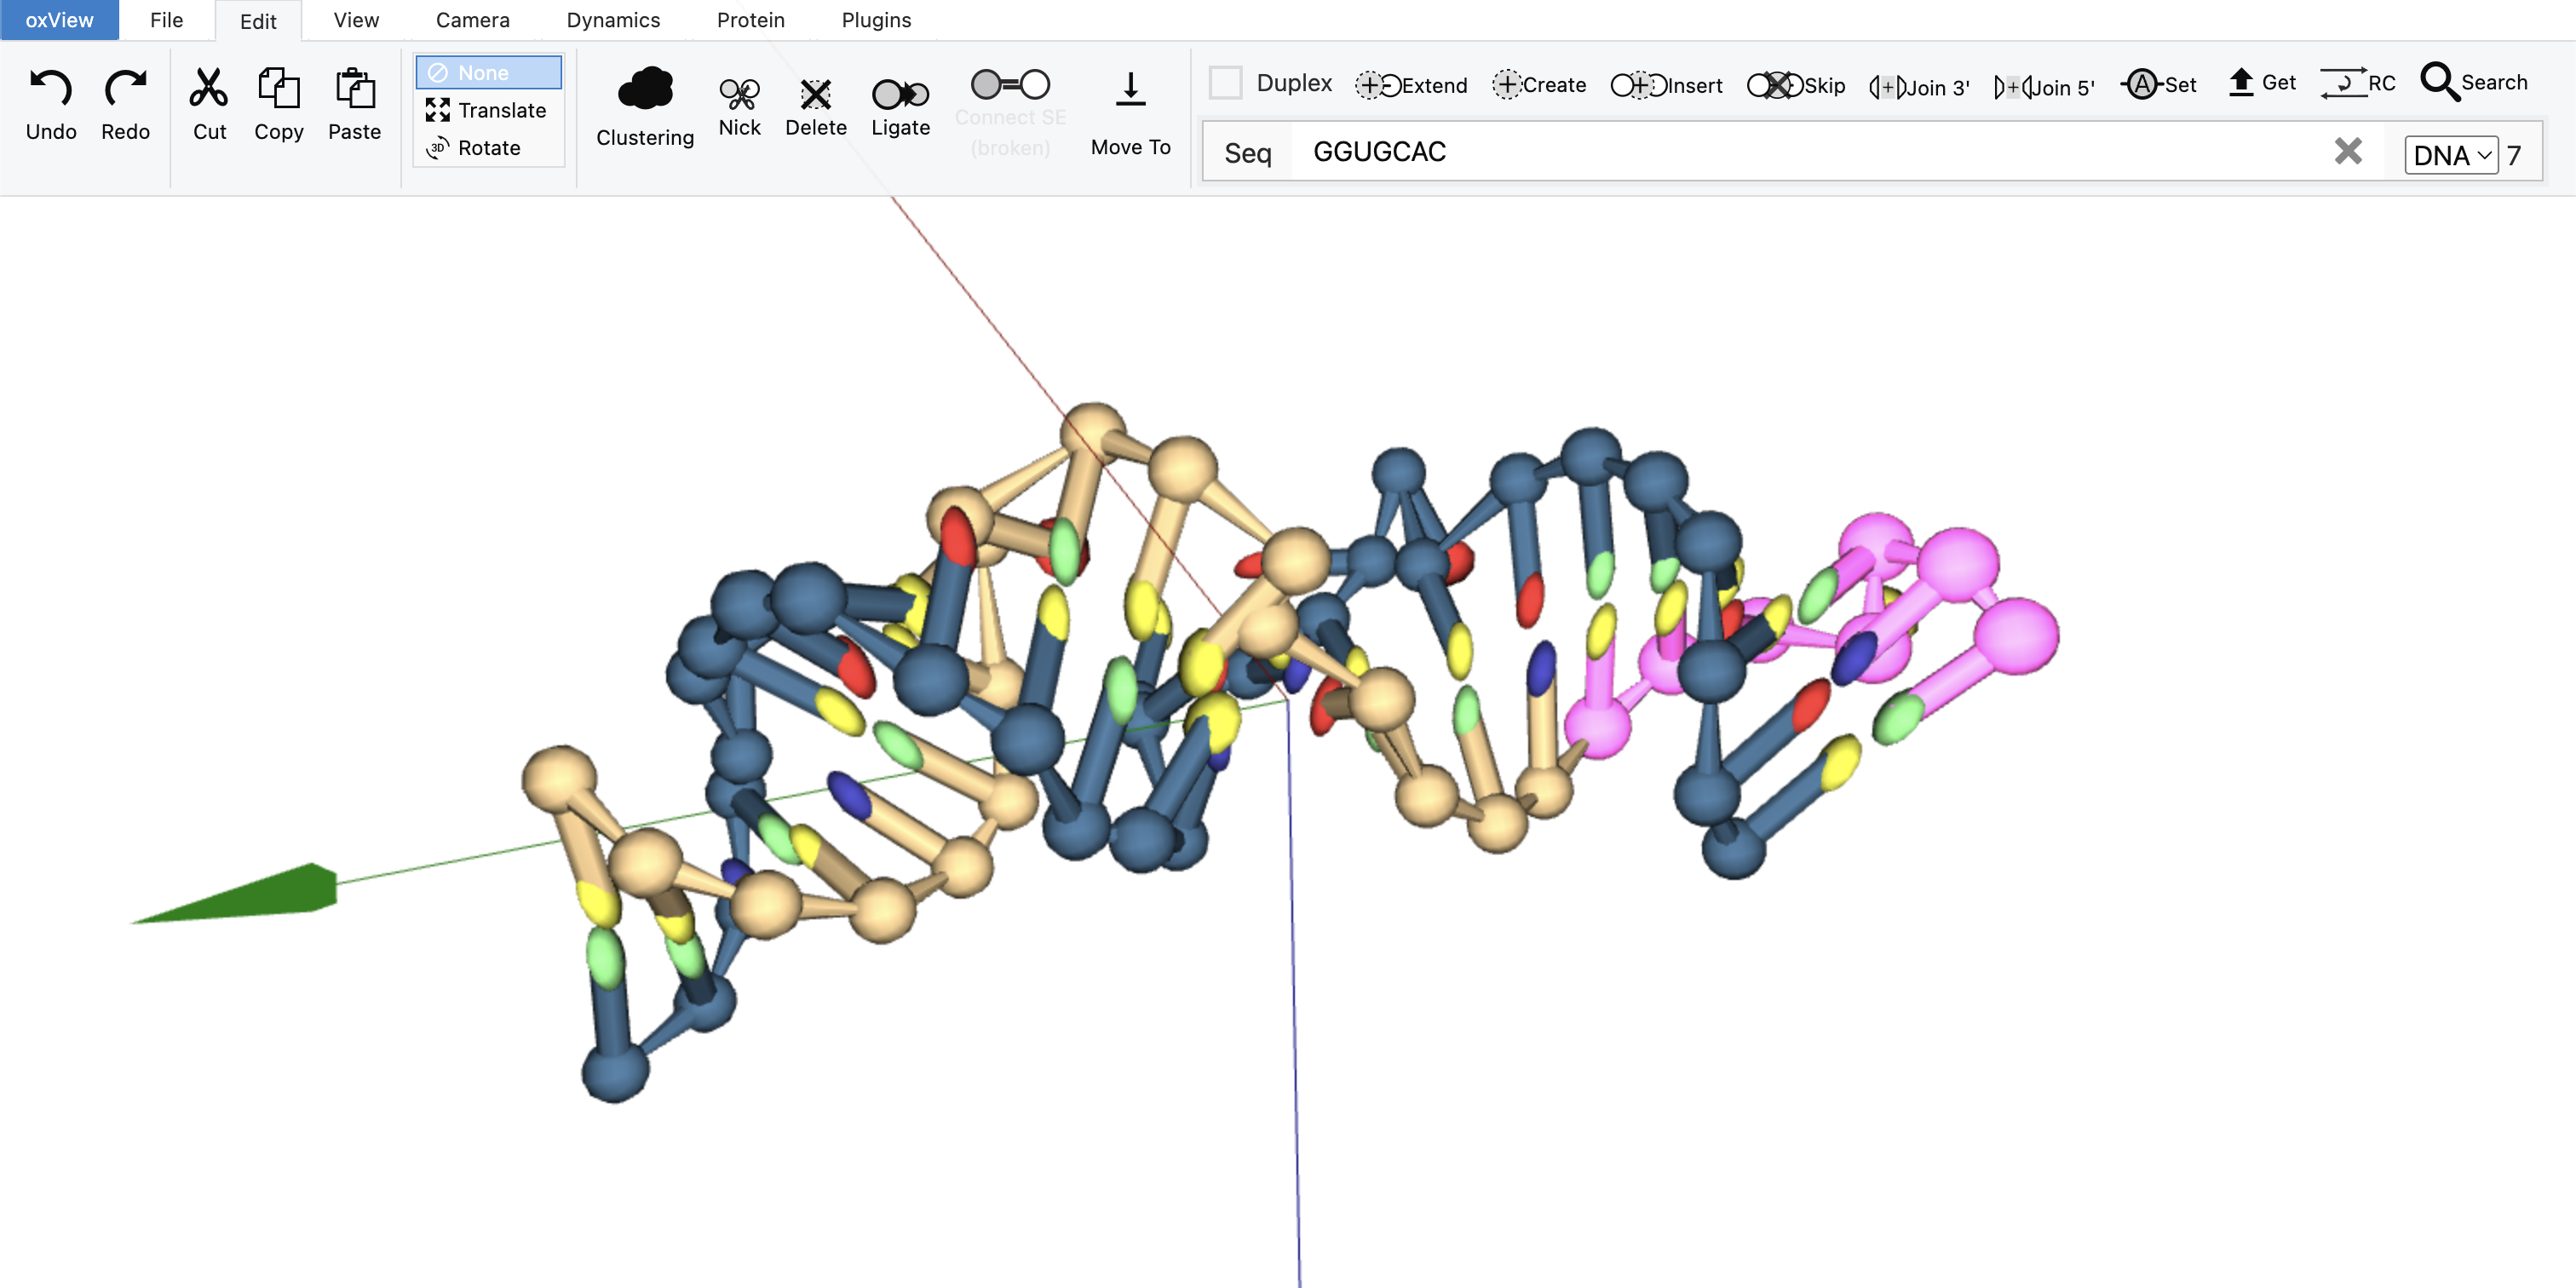 oxView File Edit View Camera Dynamics Protein Plugins
Undo Redo Cut Copy Paste
None
Translate
3D Rotate
Clustering Nick Delete Ligate Connect SE
(broken)
Move To
Duplex Extend Create Insert Skip Join 3' Join 5' A Set Get RC Search
Seq GGUGCAC DNA 7